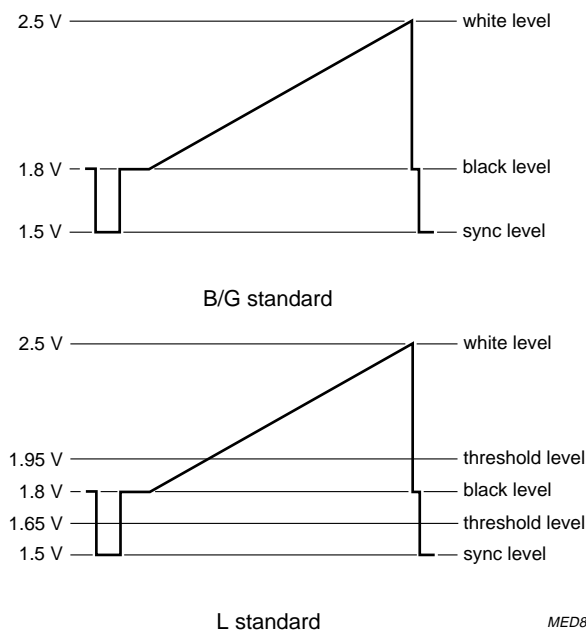 2.5 V white level
1.8 V black level
1.5 V sync level
B/G standard
2.5 V white level
1.95 V threshold level
1.8 V black level
1.65 V threshold level
1.5 V sync level
L standard
MED8